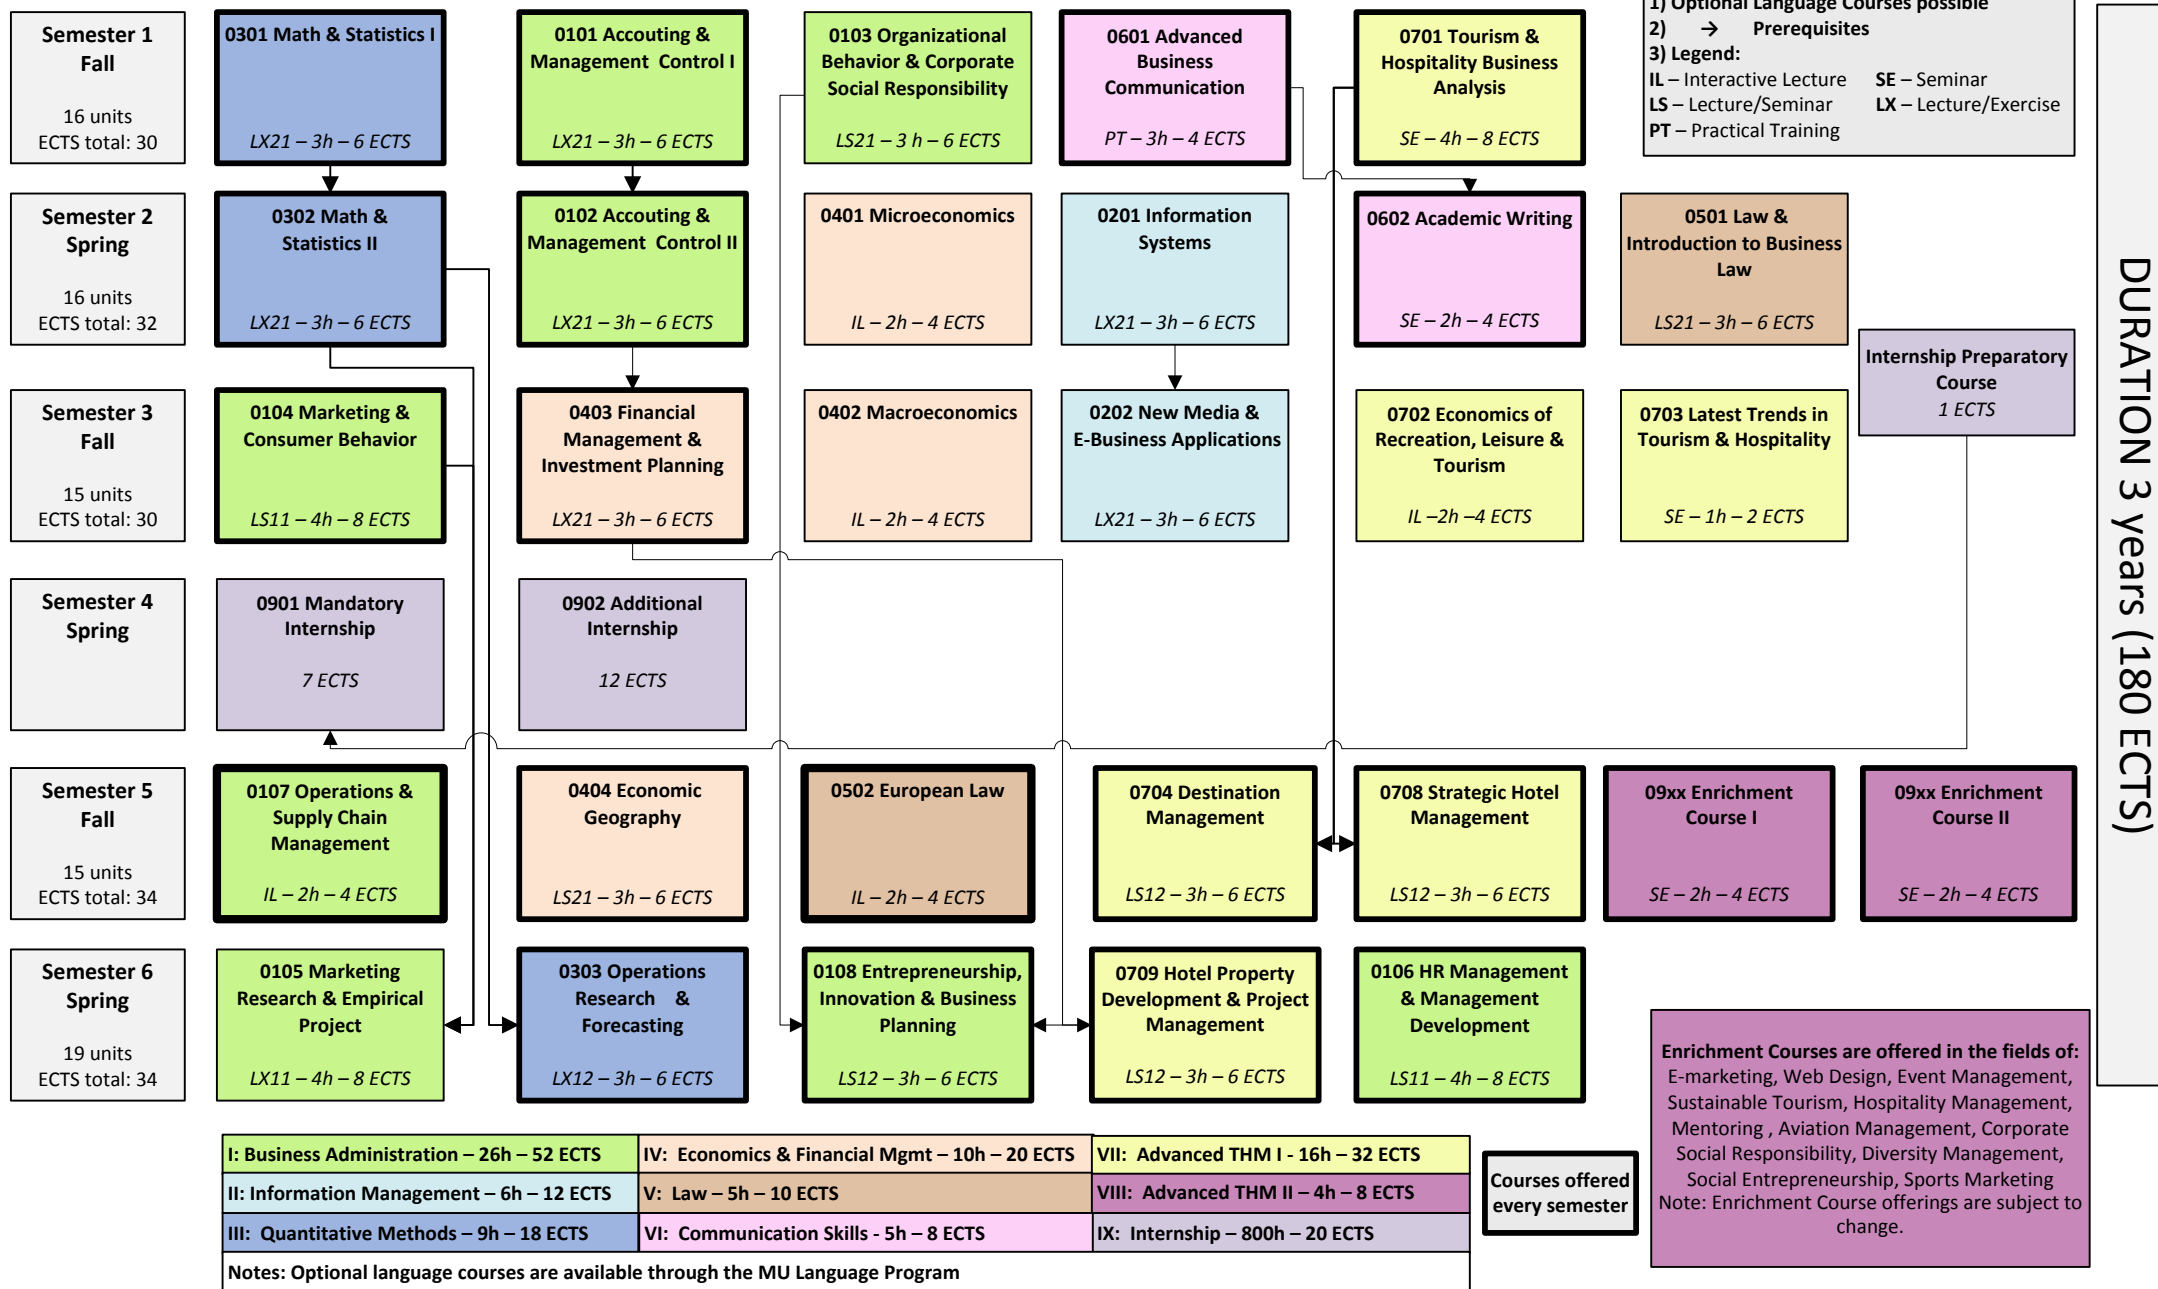 1) Optional Language Courses possible
2) → Prerequisites
3) Legend:
IL – Interactive Lecture SE – Seminar
LS – Lecture/Seminar LX – Lecture/Exercise
PT – Practical Training
Semester 1
Fall
16 units
ECTS total: 30
0301 Math & Statistics I
LX21 – 3h – 6 ECTS
0101 Accouting &
Management Control I
LX21 – 3h – 6 ECTS
0103 Organizational
Behavior & Corporate
Social Responsibility
LS21 – 3 h – 6 ECTS
0601 Advanced
Business
Communication
PT – 3h – 4 ECTS
0701 Tourism &
Hospitality Business
Analysis
SE – 4h – 8 ECTS
Semester 2
Spring
16 units
ECTS total: 32
0302 Math &
Statistics II
LX21 – 3h – 6 ECTS
0102 Accouting &
Management Control II
LX21 – 3h – 6 ECTS
0401 Microeconomics
IL – 2h – 4 ECTS
0201 Information
Systems
LX21 – 3h – 6 ECTS
0602 Academic Writing
SE – 2h – 4 ECTS
0501 Law &
Introduction to Business
Law
LS21 – 3h – 6 ECTS
Internship Preparatory
Course
1 ECTS
Semester 3
Fall
15 units
ECTS total: 30
0104 Marketing &
Consumer Behavior
LS11 – 4h – 8 ECTS
0403 Financial
Management &
Investment Planning
LX21 – 3h – 6 ECTS
0402 Macroeconomics
IL – 2h – 4 ECTS
0202 New Media &
E-Business Applications
LX21 – 3h – 6 ECTS
0702 Economics of
Recreation, Leisure &
Tourism
IL –2h –4 ECTS
0703 Latest Trends in
Tourism & Hospitality
SE – 1h – 2 ECTS
Semester 4
Spring
0901 Mandatory
Internship
7 ECTS
0902 Additional
Internship
12 ECTS
Semester 5
Fall
15 units
ECTS total: 34
0107 Operations &
Supply Chain
Management
IL – 2h – 4 ECTS
0404 Economic
Geography
LS21 – 3h – 6 ECTS
0502 European Law
IL – 2h – 4 ECTS
0704 Destination
Management
LS12 – 3h – 6 ECTS
0708 Strategic Hotel
Management
LS12 – 3h – 6 ECTS
09xx Enrichment
Course I
SE – 2h – 4 ECTS
09xx Enrichment
Course II
SE – 2h – 4 ECTS
Semester 6
Spring
19 units
ECTS total: 34
0105 Marketing
Research & Empirical
Project
LX11 – 4h – 8 ECTS
0303 Operations
Research &
Forecasting
LX12 – 3h – 6 ECTS
0108 Entrepreneurship,
Innovation & Business
Planning
LS12 – 3h – 6 ECTS
0709 Hotel Property
Development & Project
Management
LS12 – 3h – 6 ECTS
0106 HR Management
& Management
Development
LS11 – 4h – 8 ECTS
DURATION 3 years (180 ECTS)
Enrichment Courses are offered in the fields of:
E-marketing, Web Design, Event Management,
Sustainable Tourism, Hospitality Management,
Mentoring , Aviation Management, Corporate
Social Responsibility, Diversity Management,
Social Entrepreneurship, Sports Marketing
Note: Enrichment Course offerings are subject to
change.
I: Business Administration – 26h – 52 ECTS
IV: Economics & Financial Mgmt – 10h – 20 ECTS
VII: Advanced THM I - 16h – 32 ECTS
II: Information Management – 6h – 12 ECTS
V: Law – 5h – 10 ECTS
VIII: Advanced THM II – 4h – 8 ECTS
III: Quantitative Methods – 9h – 18 ECTS
VI: Communication Skills - 5h – 8 ECTS
IX: Internship – 800h – 20 ECTS
Notes: Optional language courses are available through the MU Language Program
Courses offered
every semester